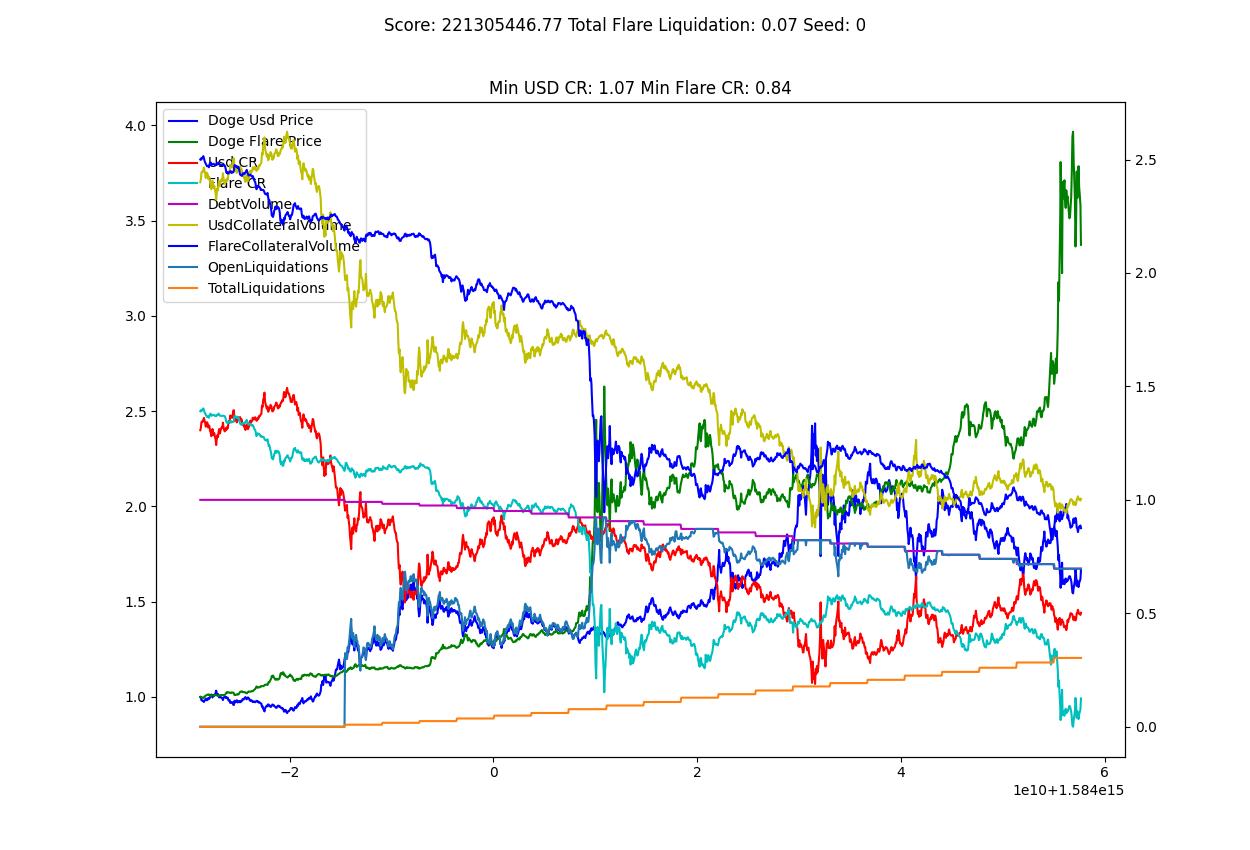 Score: 221305446.77 Total Flare Liquidation: 0.07 Seed: 0
Min USD CR: 1.07 Min Flare CR: 0.84
Doge Usd Price
Doge Flare Price
Usd CR
Flare CR
DebtVolume
UsdCollateralVolume
FlareCollateralVolume
OpenLiquidations
TotalLiquidations
4.0
3.5
3.0
2.5
2.0
1.5
1.0
2.5
2.0
1.5
1.0
0.5
0.0
−2
0
2
4
6
1e10+1.584e15